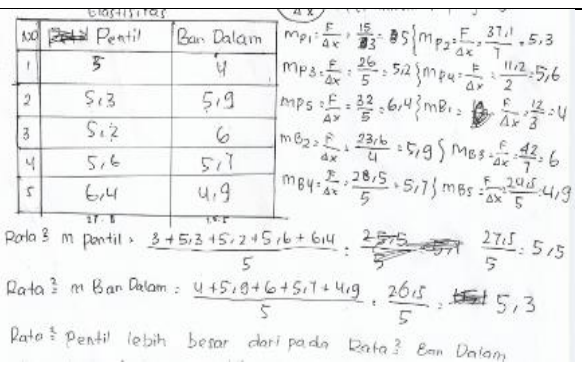 Elastisitas
No Pentil Ban Dalam
1 5 4
2 5,3 5,9
3 5,2 6
4 5,6 5,7
5 6,4 4,9
27.5
mP1 = F/Δx = 15/3 = 5 } mP2 = F/Δx = 37,1/7 = 5,3
mP3 = F/Δx = 26/5 = 5,2 } mP4 = F/Δx = 11,2/2 = 5,6
mP5 = F/Δx = 32/5 = 6,4 } mB1 = F/Δx = 12/3 = 4
mB2 = F/Δx = 23,6/4 = 5,9 } mB3 = F/Δx = 42/7 = 6
mB4 = F/Δx = 28,5/5 = 5,7 } mB5 = F/Δx = 24,5/5 = 4,9
Rata² m pentil = 3+5,3+5,2+5,6+6,4/5 = 27,5/5 = 5,5
Rata² m Ban Dalam = 4+5,9+6+5,7+4,9/5 = 26,5/5 = 5,3
Rata² Pentil lebih besar dari pada Rata² Ban Dalam